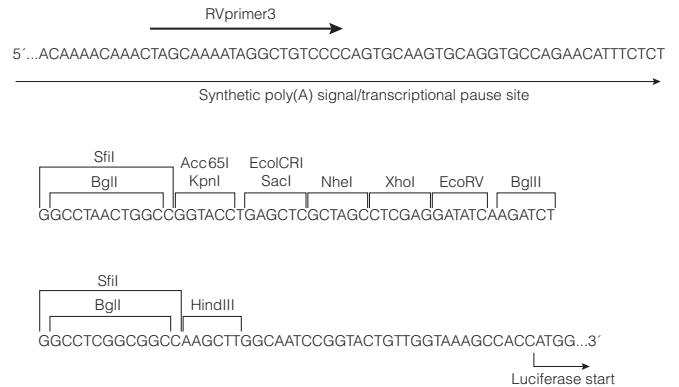 RVprimer3
5´...ACAAAACAAACTAGCAAAATAGGCTGTCCCCAGTGCAAGTGCAGGTGCCAGAACATTTCTCT
Synthetic poly(A) signal/transcriptional pause site
SfiI
Acc65I EcoICRI
BglI KpnI SacI NheI XhoI EcoRV BglII
GGCCTAACTGGCCGGTACCTGAGCTCGCTAGCCTCGAGGATATCAAGATCT
SfiI
BglI HindIII
GGCCTCGGCGGCCAAGCTTGGCAATCCGGTACTGTTGGTAAAGCCACCATGG...3´
Luciferase start